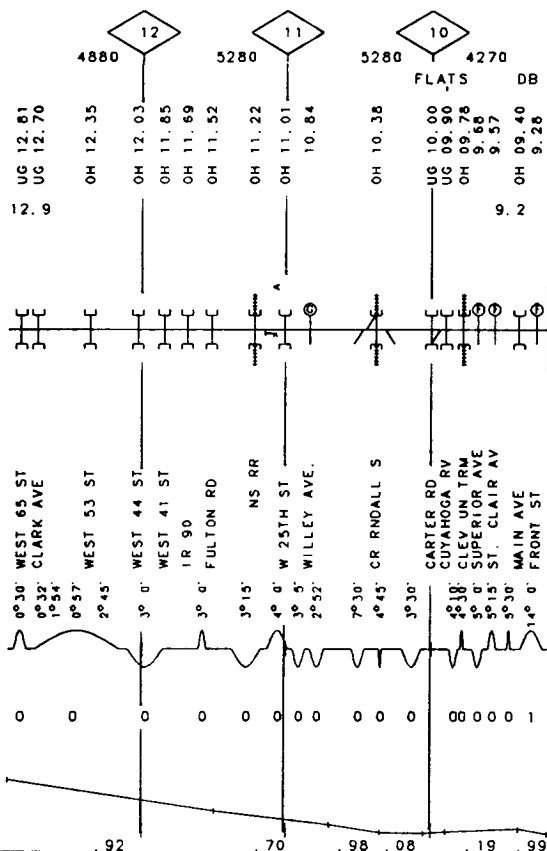 12 11 10
4880 5280 5280 4270
FLATS DB
UG 12.81
UG 12.70
OH 12.35
OH 12.03
OH 11.85
OH 11.69
OH 11.52
OH 11.22
OH 11.01
10.84
OH 10.38
UG 10.00
UG 09.90
OH 09.78
9.68
9.57
OH 09.40
9.28
12.9 9.2
A
G F F F
WEST 65 ST
CLARK AVE
WEST 53 ST
WEST 44 ST
WEST 41 ST
IR 90
FULTON RD
NS RR
W 25TH ST
WILLEY AVE.
CR RNDALL S
CARTER RD
CUYAHOGA RV
CLEV UN TRM
SUPERIOR AVE
ST. CLAIR AV
MAIN AVE
FRONT ST
0°30'
0°32'
1°54'
0°57'
2°45'
3° 0'
3° 0'
3°15'
4° 0'
3° 5'
2°52'
7°30'
4°45'
3°30'
4°30'
5° 0'
5°15'
5°30'
14° 0'
0 0 0 0 0 0 0 0 0 0 0 0 0 0 0 1
.92 .70 .98 .08 .19 .99